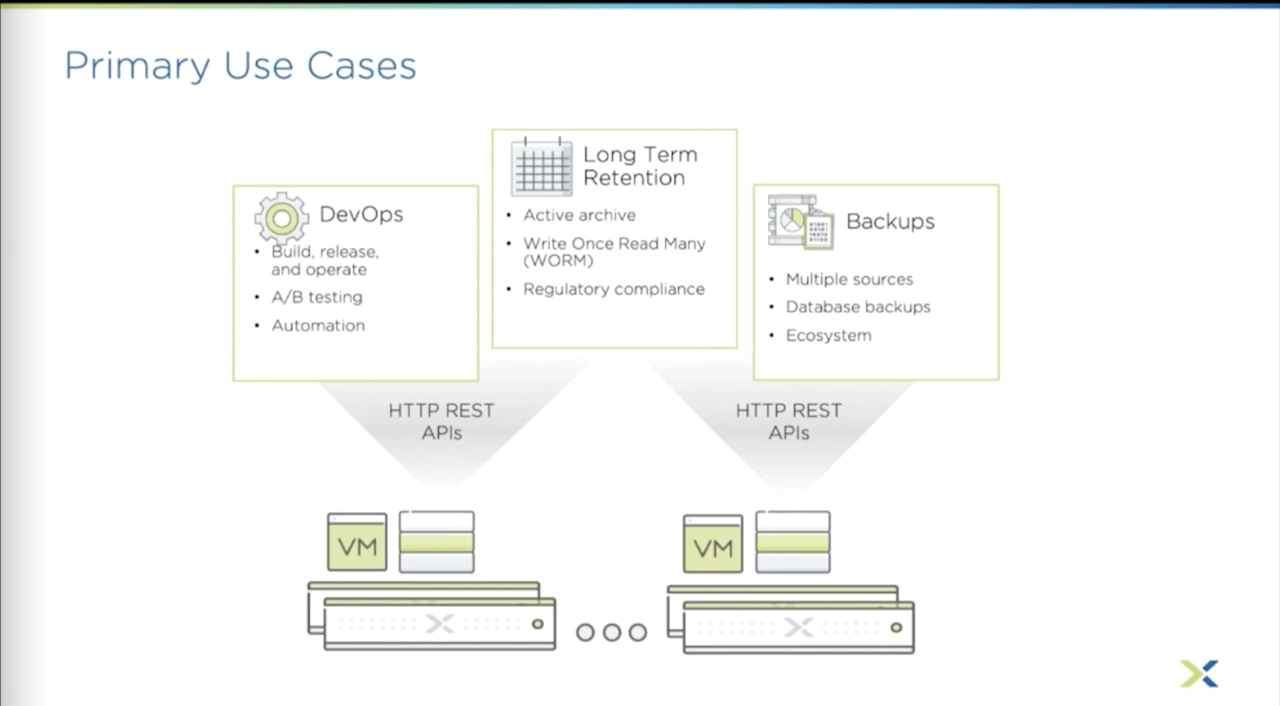 Primary Use Cases
DevOps
• Build, release,
and operate
• A/B testing
• Automation
Long Term
Retention
• Active archive
• Write Once Read Many
(WORM)
• Regulatory compliance
Backups
• Multiple sources
• Database backups
• Ecosystem
HTTP REST
APIs
HTTP REST
APIs
VM
VM